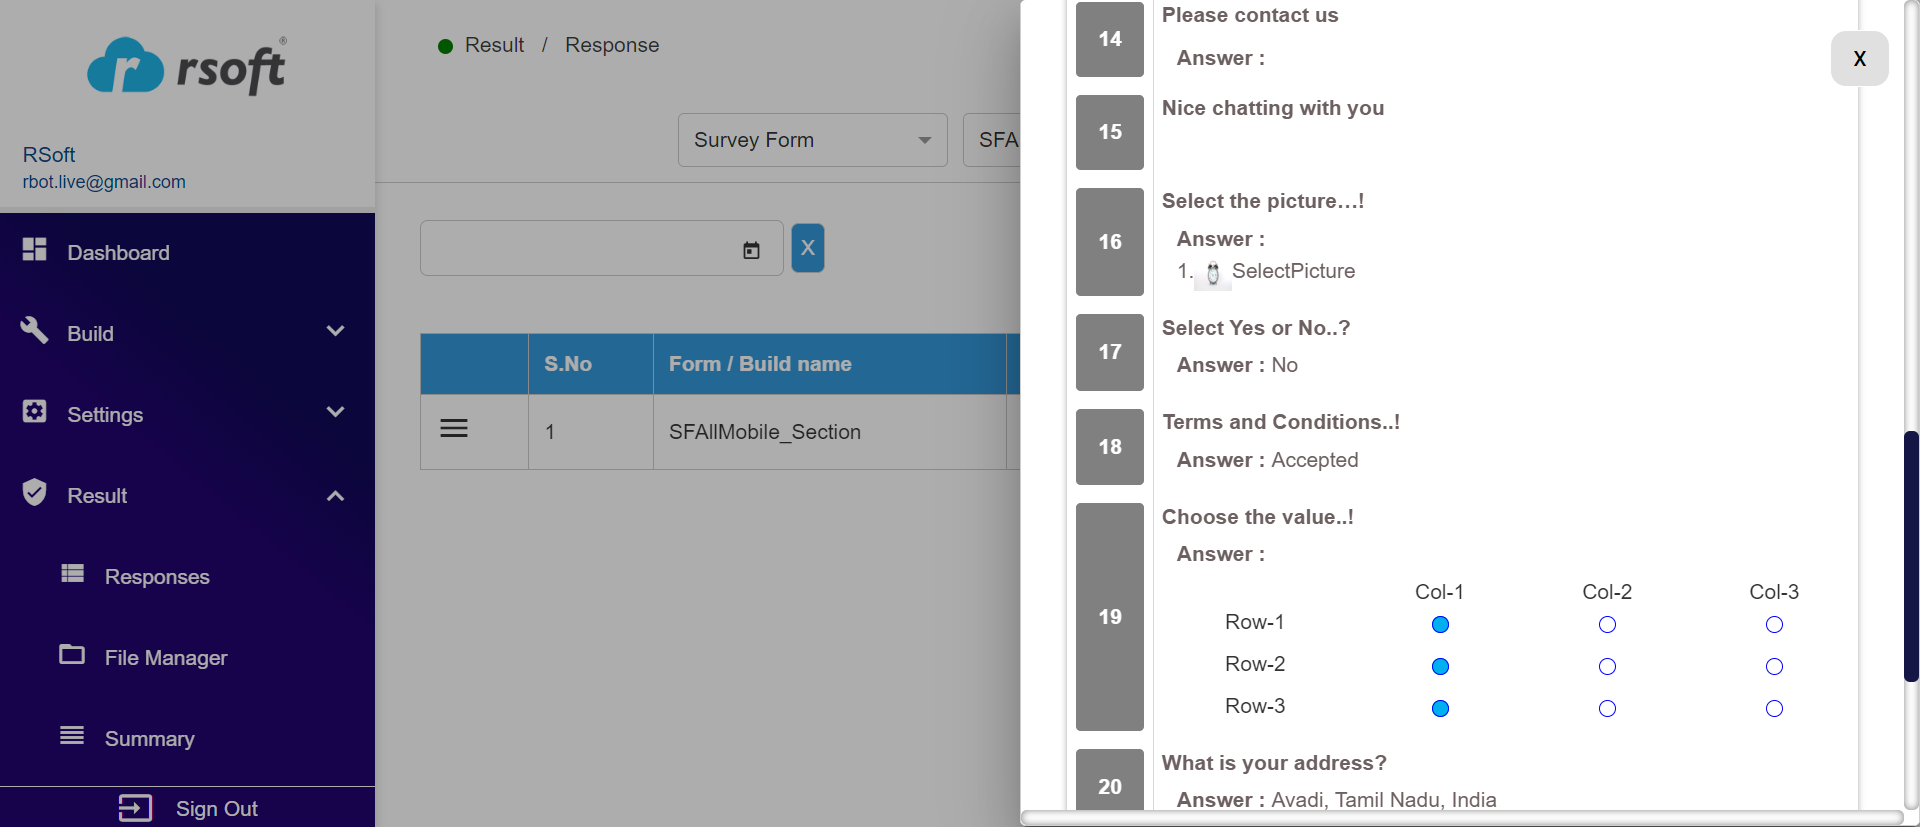 rsoft®
RSoft
rbot.live@gmail.com
Dashboard
Build
Settings
Result
Responses
File Manager
Summary
Sign Out
Result / Response
Survey Form
SFA
X
S.No
Form / Build name
1
SFAllMobile_Section
X
14
Please contact us
Answer :
15
Nice chatting with you
16
Select the picture...!
Answer :
1. SelectPicture
17
Select Yes or No..?
Answer : No
18
Terms and Conditions..!
Answer : Accepted
19
Choose the value..!
Answer :
Col-1 Col-2 Col-3
Row-1
Row-2
Row-3
20
What is your address?
Answer : Avadi, Tamil Nadu, India